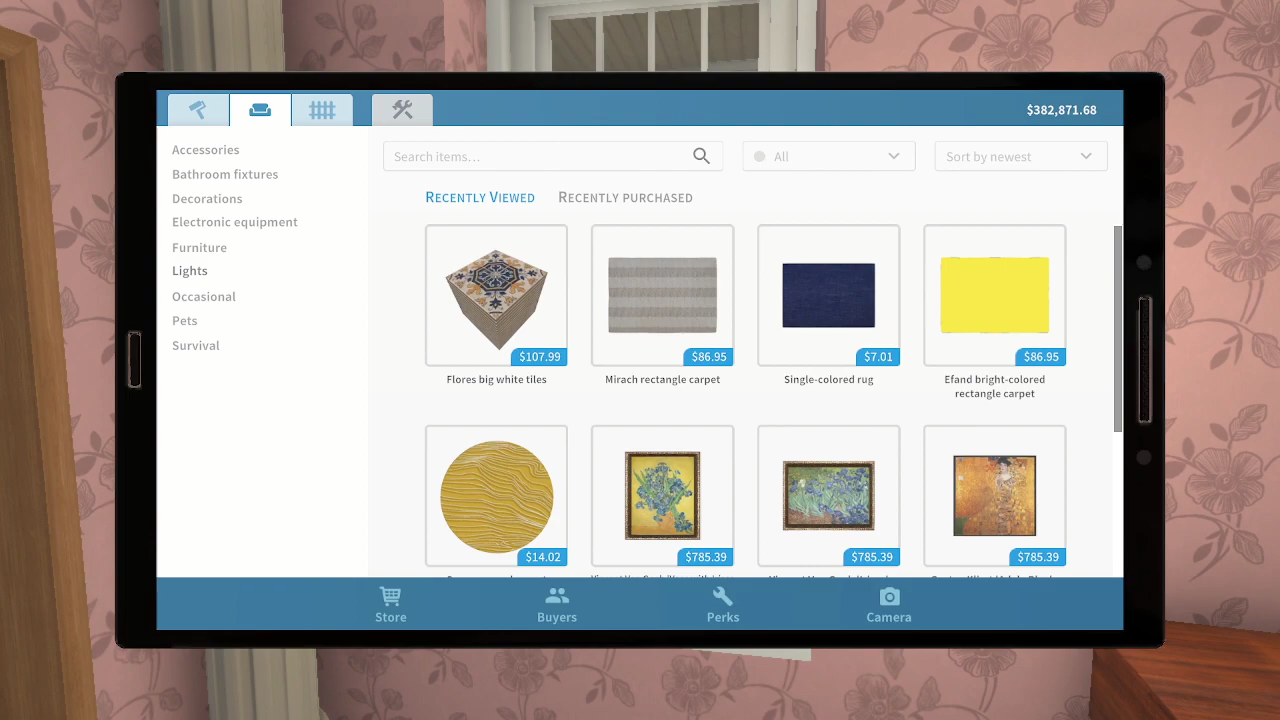 $382,871.68
Accessories
Bathroom fixtures
Decorations
Electronic equipment
Furniture
Lights
Occasional
Pets
Survival
Search items...
All
Sort by newest
RECENTLY VIEWED
RECENTLY PURCHASED
$107.99
Flores big white tiles
$86.95
Mirach rectangle carpet
$7.01
Single-colored rug
$86.95
Efand bright-colored
rectangle carpet
$14.02
$785.39
$785.39
$785.39
Store
Buyers
Perks
Camera